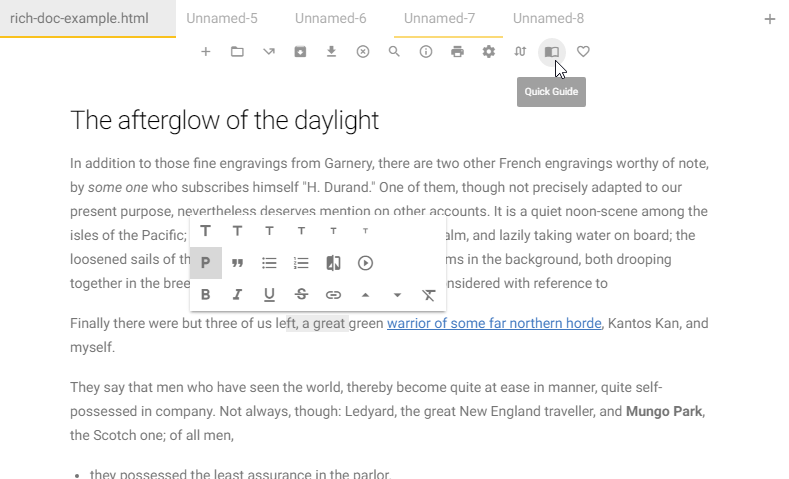 rich-doc-example.html Unnamed-5 Unnamed-6 Unnamed-7 Unnamed-8
Quick Guide
The afterglow of the daylight
In addition to those fine engravings from Garnery, there are two other French engravings worthy of note,
by some one who subscribes himself "H. Durand." One of them, though not precisely adapted to our
present purpose, nevertheless deserves mention on other accounts. It is a quiet noon-scene among the
isles of the Pacific; alm, and lazily taking water on board; the
loosened sails of th ms in the background, both drooping
together in the bree nsidered with reference to
T T T T T T
P
B I U S
Finally there were but three of us left, a great green warrior of some far northern horde, Kantos Kan, and
myself.
They say that men who have seen the world, thereby become quite at ease in manner, quite self-
possessed in company. Not always, though: Ledyard, the great New England traveller, and Mungo Park,
the Scotch one; of all men,
• they possessed the least assurance in the parlor.